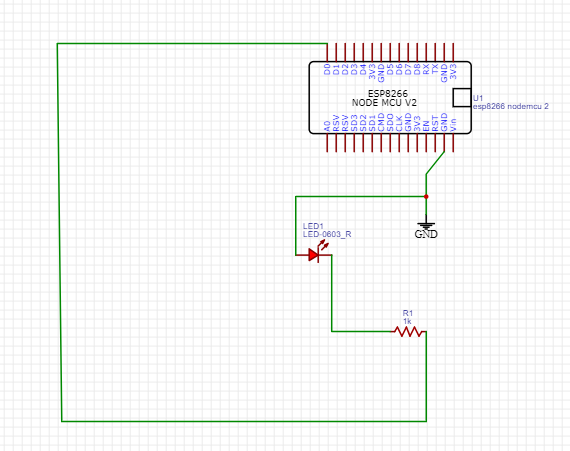 D0 D1 D2 D3 D4 3V3 GND D5 D6 D7 D8 RX TX GND 3V3
ESP8266
NODE MCU V2
U1
esp8266 nodemcu 2
A0 RSV RSV SD3 SD2 SD1 CMD SDO CLK GND 3V3 EN RST GND Vin
LED1
LED-0603_R
GND
R1
1k